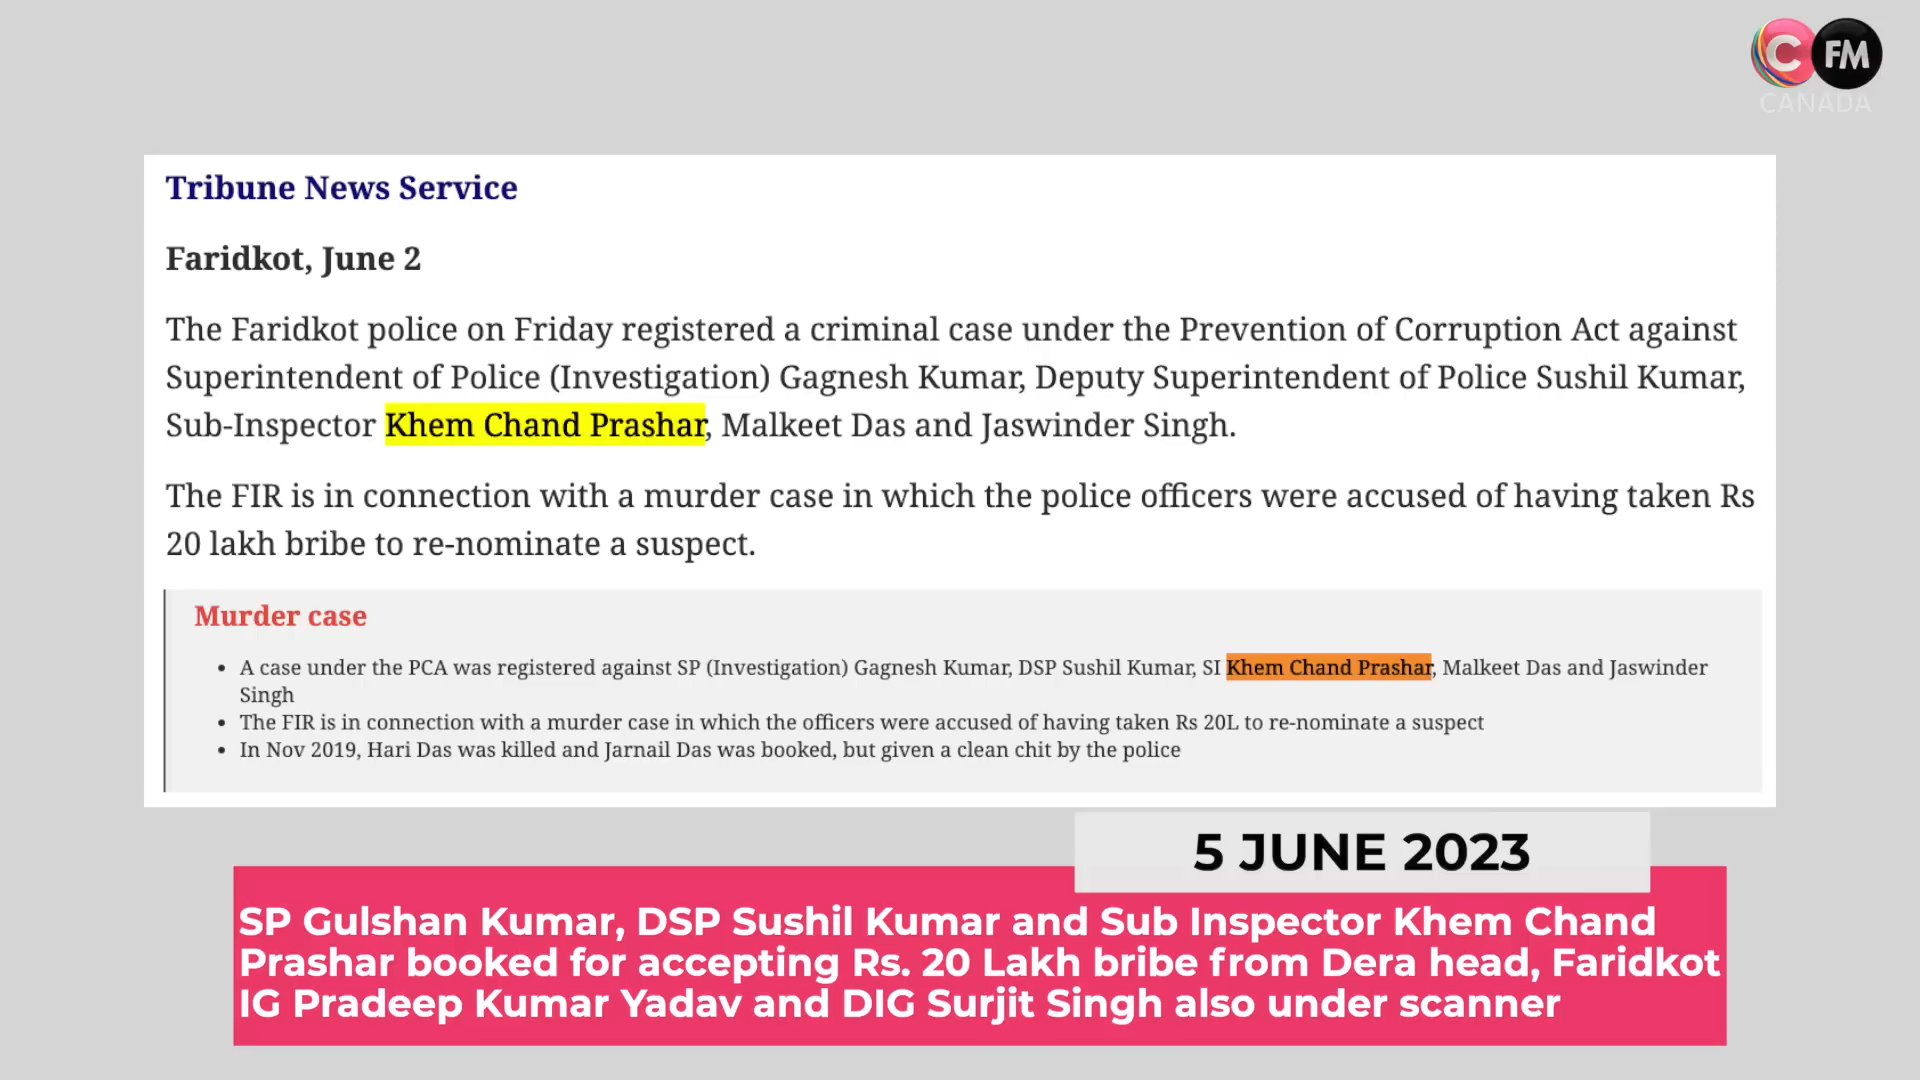 C FM
CANADA
Tribune News Service
Faridkot, June 2
The Faridkot police on Friday registered a criminal case under the Prevention of Corruption Act against
Superintendent of Police (Investigation) Gagnesh Kumar, Deputy Superintendent of Police Sushil Kumar,
Sub-Inspector Khem Chand Prashar, Malkeet Das and Jaswinder Singh.
The FIR is in connection with a murder case in which the police officers were accused of having taken Rs
20 lakh bribe to re-nominate a suspect.
Murder case
• A case under the PCA was registered against SP (Investigation) Gagnesh Kumar, DSP Sushil Kumar, SI Khem Chand Prashar, Malkeet Das and Jaswinder
Singh
• The FIR is in connection with a murder case in which the officers were accused of having taken Rs 20L to re-nominate a suspect
• In Nov 2019, Hari Das was killed and Jarnail Das was booked, but given a clean chit by the police
5 JUNE 2023
SP Gulshan Kumar, DSP Sushil Kumar and Sub Inspector Khem Chand
Prashar booked for accepting Rs. 20 Lakh bribe from Dera head, Faridkot
IG Pradeep Kumar Yadav and DIG Surjit Singh also under scanner